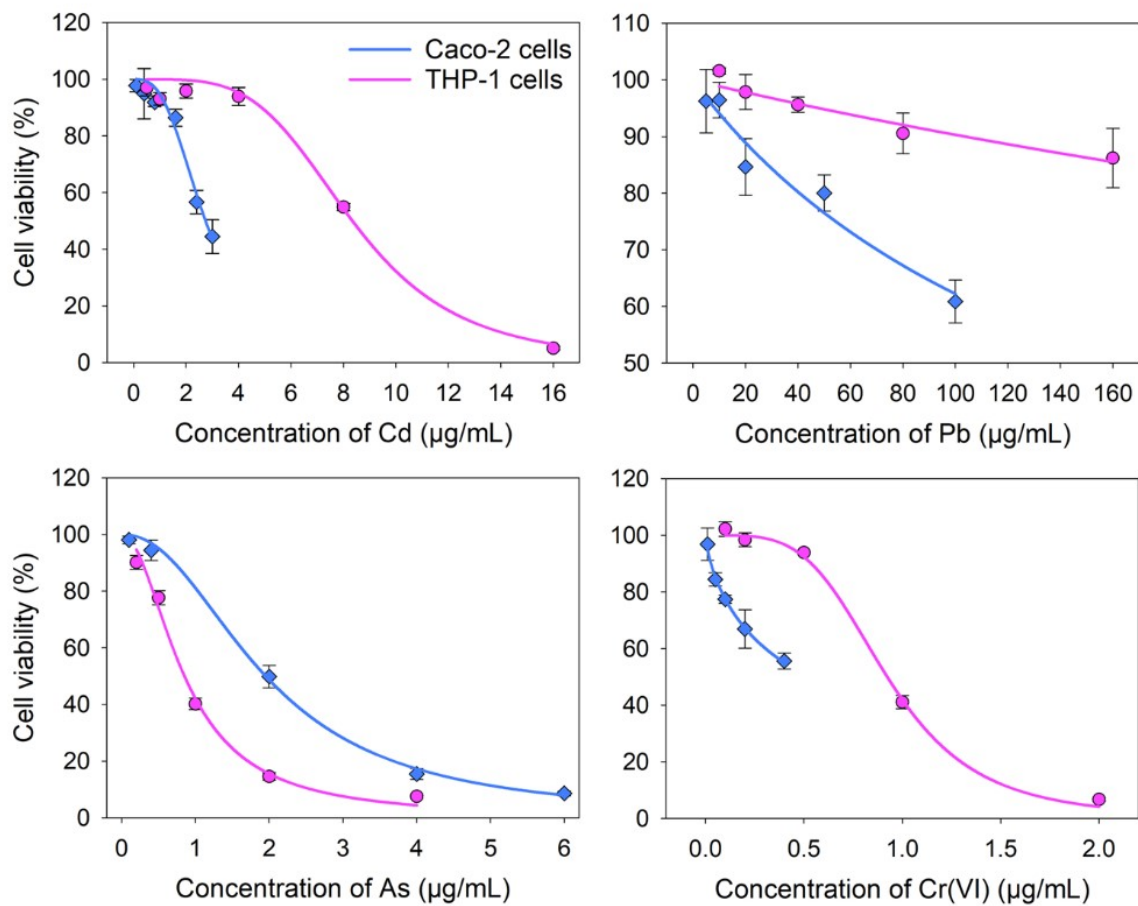 120
100
80
60
40
20
0
Cell viability (%)
Caco-2 cells
THP-1 cells
0 2 4 6 8 10 12 14 16
Concentration of Cd (µg/mL)
110
100
90
80
70
60
50
0 20 40 60 80 100 120 140 160
Concentration of Pb (µg/mL)
120
100
80
60
40
20
0
Cell viability (%)
0 1 2 3 4 5 6
Concentration of As (µg/mL)
120
100
80
60
40
20
0
0.0 0.5 1.0 1.5 2.0
Concentration of Cr(VI) (µg/mL)